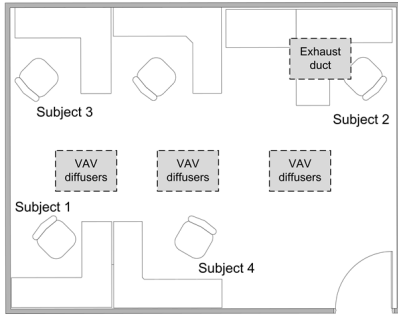 Exhaust
duct
Subject 3
Subject 2
VAV
diffusers
VAV
diffusers
VAV
diffusers
Subject 1
Subject 4